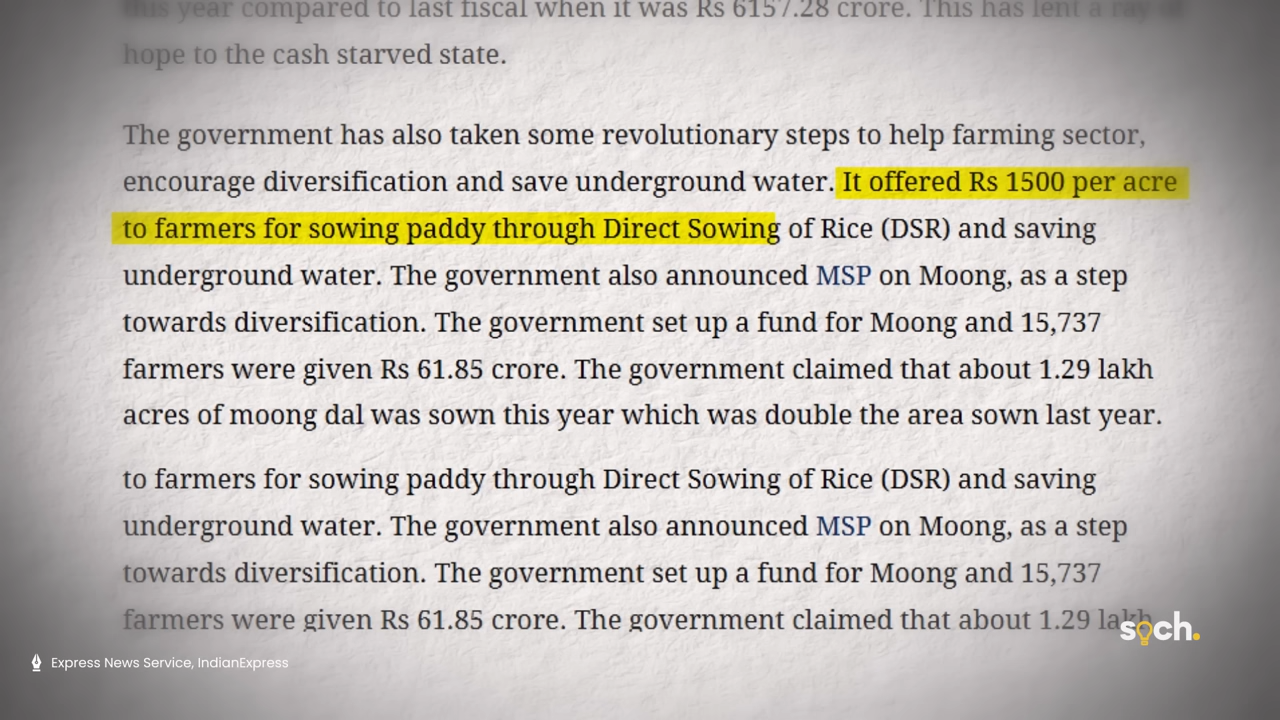 this year compared to last fiscal when it was Rs 6157.28 crore. This has lent a ray of
hope to the cash starved state.
The government has also taken some revolutionary steps to help farming sector,
encourage diversification and save underground water. It offered Rs 1500 per acre
to farmers for sowing paddy through Direct Sowing of Rice (DSR) and saving
underground water. The government also announced MSP on Moong, as a step
towards diversification. The government set up a fund for Moong and 15,737
farmers were given Rs 61.85 crore. The government claimed that about 1.29 lakh
acres of moong dal was sown this year which was double the area sown last year.
to farmers for sowing paddy through Direct Sowing of Rice (DSR) and saving
underground water. The government also announced MSP on Moong, as a step
towards diversification. The government set up a fund for Moong and 15,737
farmers were given Rs 61.85 crore. The government claimed that about 1.29 lakh
soch.
Express News Service, IndianExpress